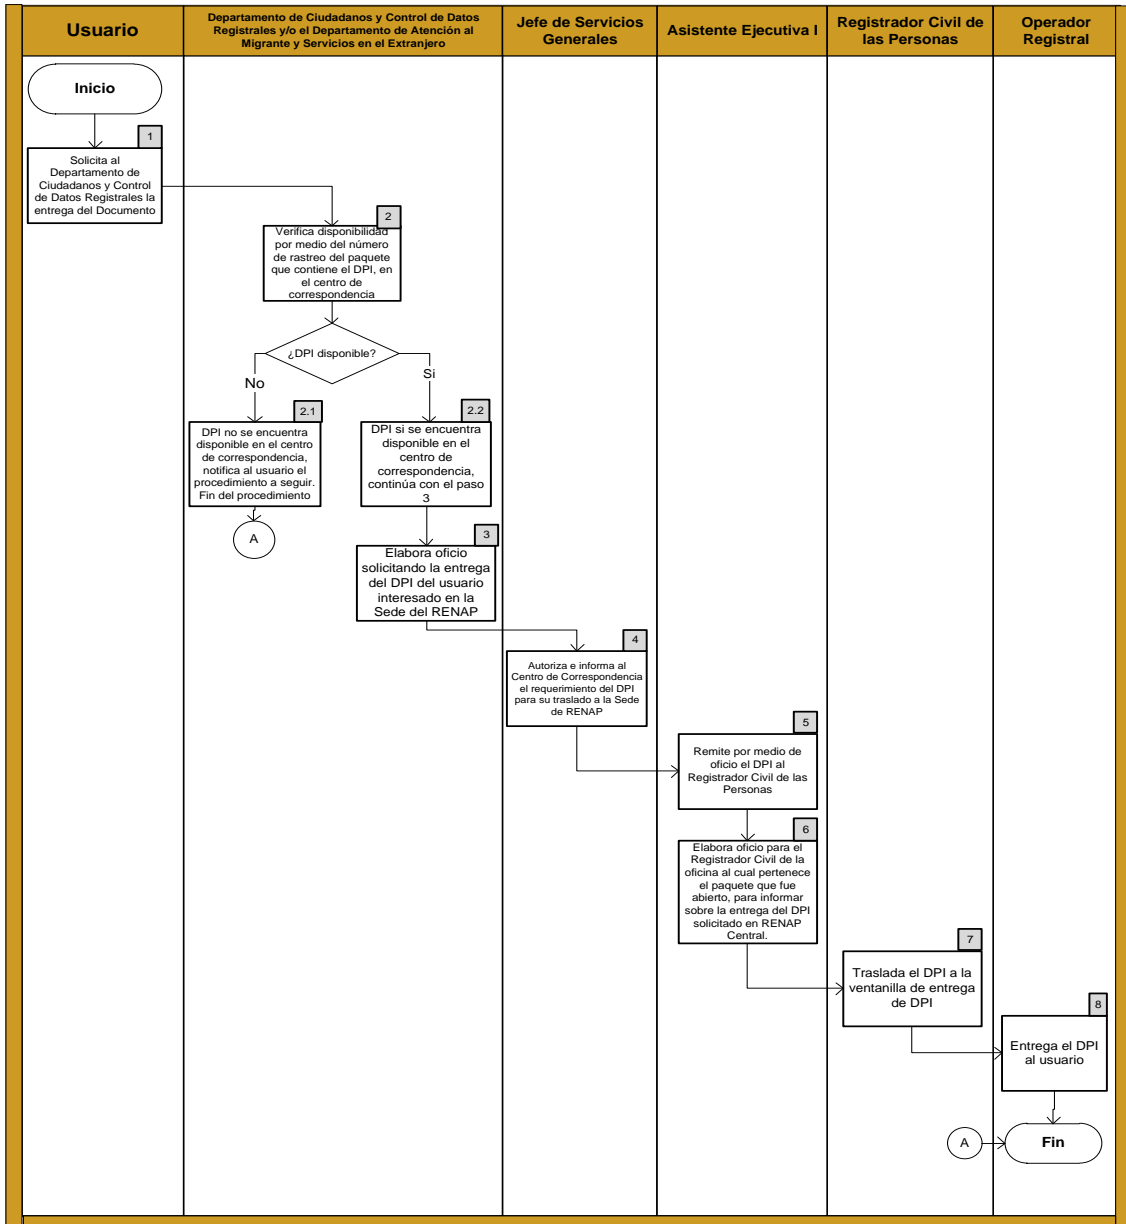 Usuario
Departamento de Ciudadanos y Control de Datos
Registrales y/o el Departamento de Atención al
Migrante y Servicios en el Extranjero
Jefe de Servicios
Generales
Asistente Ejecutiva I
Registrador Civil de
las Personas
Operador
Registral
Inicio
1
Solicita al
Departamento de
Ciudadanos y Control
de Datos Registrales la
entrega del Documento
2
Verifica disponibilidad
por medio del número
de rastreo del paquete
que contiene el DPI, en
el centro de
correspondencia
¿DPI disponible?
No
Si
2.1
DPI no se encuentra
disponible en el centro
de correspondencia,
notifica al usuario el
procedimiento a seguir.
Fin del procedimiento
A
2.2
DPI si se encuentra
disponible en el
centro de
correspondencia,
continúa con el paso
3
3
Elabora oficio
solicitando la entrega
del DPI del usuario
interesado en la
Sede del RENAP
4
Autoriza e informa al
Centro de Correspondencia
el requerimiento del DPI
para su traslado a la Sede
de RENAP
5
Remite por medio de
oficio el DPI al
Registrador Civil de las
Personas
6
Elabora oficio para el
Registrador Civil de la
oficina al cual pertenece
el paquete que fue
abierto, para informar
sobre la entrega del DPI
solicitado en RENAP
Central.
7
Traslada el DPI a la
ventanilla de entrega
de DPI
8
Entrega el DPI
al usuario
A
Fin